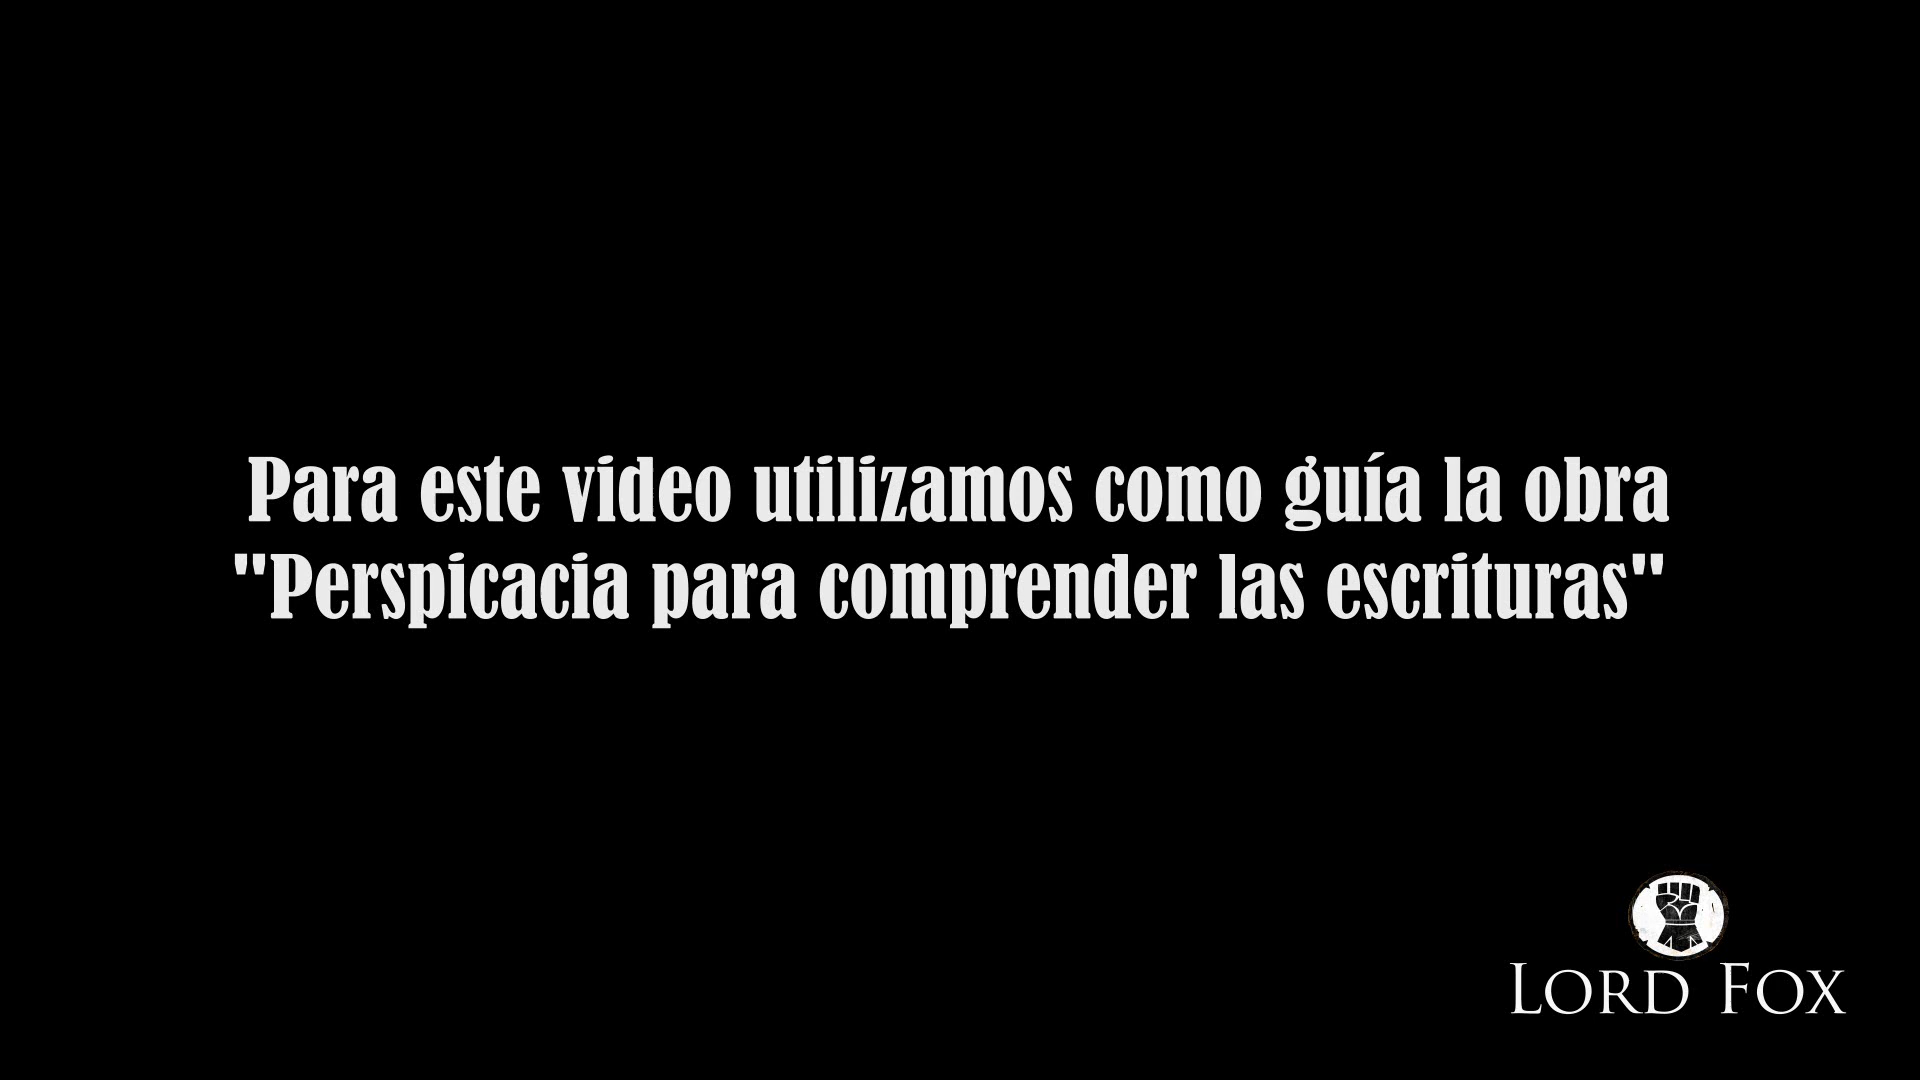 Para este video utilizamos como guía la obra
"Perspicacia para comprender las escrituras"
LORD FOX